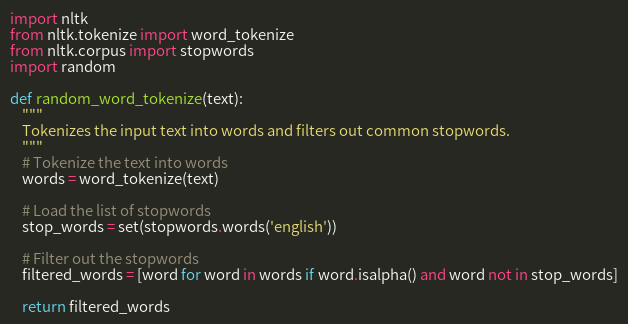 import nltk
from nltk.tokenize import word_tokenize
from nltk.corpus import stopwords
import random

def random_word_tokenize(text):
    """
    Tokenizes the input text into words and filters out common stopwords.
    """
    # Tokenize the text into words
    words = word_tokenize(text)

    # Load the list of stopwords
    stop_words = set(stopwords.words('english'))

    # Filter out the stopwords
    filtered_words = [word for word in words if word.isalpha() and word not in stop_words]

    return filtered_words